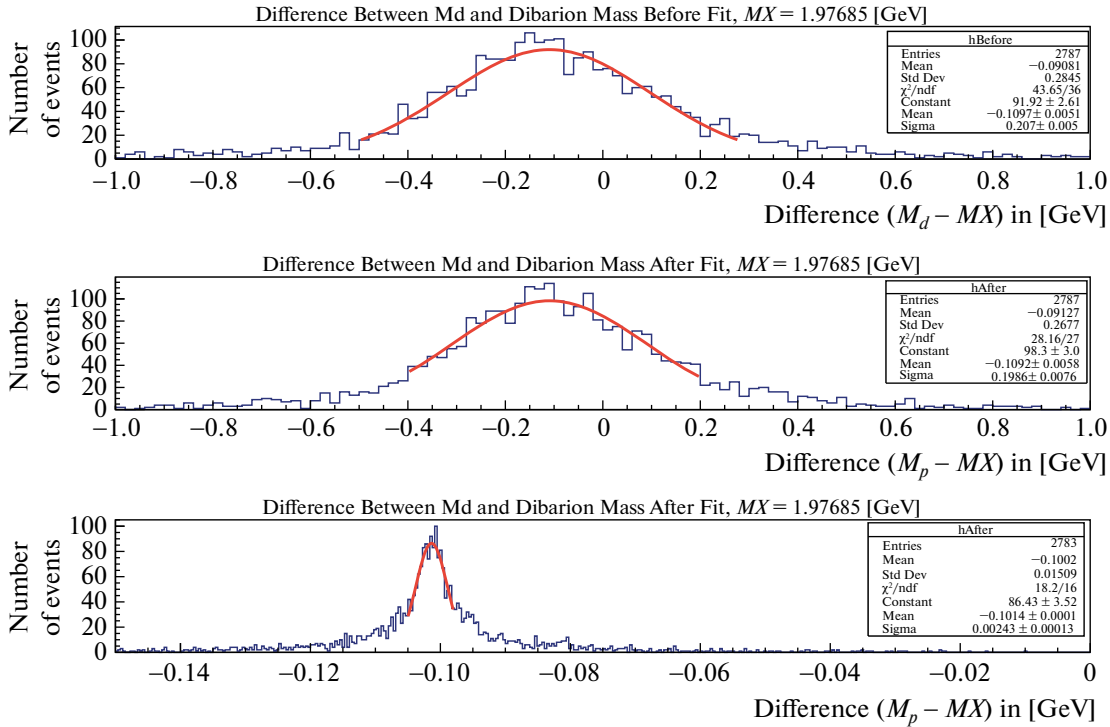 Difference Between Md and Dibarion Mass Before Fit, MX = 1.97685 [GeV]
Number
of events
100
80
60
40
20
0
hBefore
Entries 2787
Mean −0.09081
Std Dev 0.2845
χ²/ndf 43.65/36
Constant 91.92 ± 2.61
Mean −0.1097± 0.0051
Sigma 0.207± 0.005
−1.0 −0.8 −0.6 −0.4 −0.2 0 0.2 0.4 0.6 0.8 1.0
Difference (M_d – MX) in [GeV]
Difference Between Md and Dibarion Mass After Fit, MX = 1.97685 [GeV]
Number
of events
100
80
60
40
20
0
hAfter
Entries 2787
Mean −0.09127
Std Dev 0.2677
χ²/ndf 28.16/27
Constant 98.3 ± 3.0
Mean −0.1092± 0.0058
Sigma 0.1986± 0.0076
−1.0 −0.8 −0.6 −0.4 −0.2 0 0.2 0.4 0.6 0.8 1.0
Difference (M_p – MX) in [GeV]
Difference Between Md and Dibarion Mass After Fit, MX = 1.97685 [GeV]
Number
of events
100
80
60
40
20
0
hAfter
Entries 2783
Mean −0.1002
Std Dev 0.01509
χ²/ndf 18.2/16
Constant 86.43 ± 3.52
Mean −0.1014 ± 0.0001
Sigma 0.00243 ± 0.00013
−0.14 −0.12 −0.10 −0.08 −0.06 −0.04 −0.02 0
Difference (M_p – MX) in [GeV]